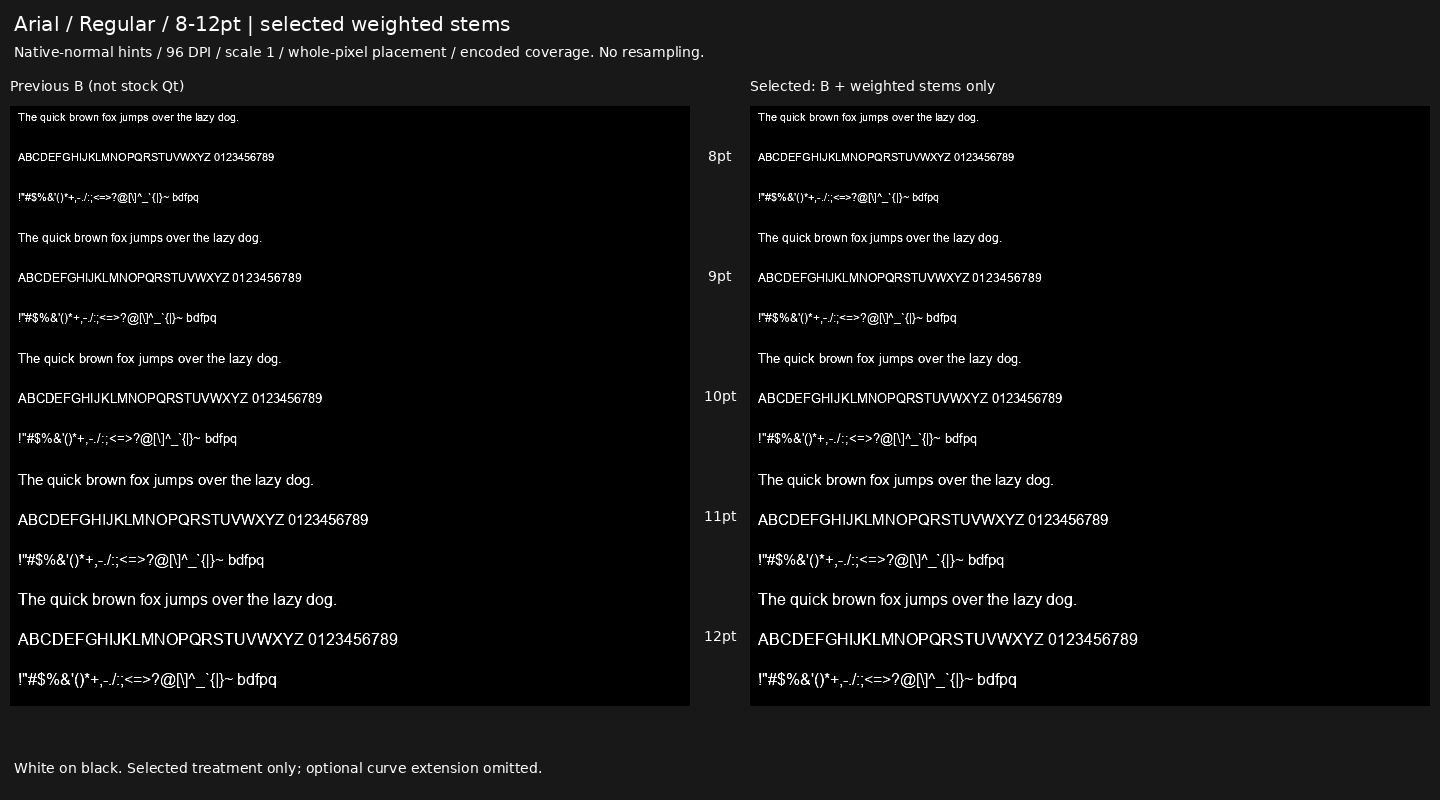 Arial / Regular / 8-12pt | selected weighted stems
Native-normal hints / 96 DPI / scale 1 / whole-pixel placement / encoded coverage. No resampling.
Previous B (not stock Qt)
The quick brown fox jumps over the lazy dog.
ABCDEFGHIJKLMNOPQRSTUVWXYZ 0123456789
!"#$%&'()*+,-./:;<=>?@[\]^_`{|}~ bdfpq
The quick brown fox jumps over the lazy dog.
ABCDEFGHIJKLMNOPQRSTUVWXYZ 0123456789
!"#$%&'()*+,-./:;<=>?@[\]^_`{|}~ bdfpq
The quick brown fox jumps over the lazy dog.
ABCDEFGHIJKLMNOPQRSTUVWXYZ 0123456789
!"#$%&'()*+,-./:;<=>?@[\]^_`{|}~ bdfpq
The quick brown fox jumps over the lazy dog.
ABCDEFGHIJKLMNOPQRSTUVWXYZ 0123456789
!"#$%&'()*+,-./:;<=>?@[\]^_`{|}~ bdfpq
The quick brown fox jumps over the lazy dog.
ABCDEFGHIJKLMNOPQRSTUVWXYZ 0123456789
!"#$%&'()*+,-./:;<=>?@[\]^_`{|}~ bdfpq
8pt
9pt
10pt
11pt
12pt
Selected: B + weighted stems only
The quick brown fox jumps over the lazy dog.
ABCDEFGHIJKLMNOPQRSTUVWXYZ 0123456789
!"#$%&'()*+,-./:;<=>?@[\]^_`{|}~ bdfpq
The quick brown fox jumps over the lazy dog.
ABCDEFGHIJKLMNOPQRSTUVWXYZ 0123456789
!"#$%&'()*+,-./:;<=>?@[\]^_`{|}~ bdfpq
The quick brown fox jumps over the lazy dog.
ABCDEFGHIJKLMNOPQRSTUVWXYZ 0123456789
!"#$%&'()*+,-./:;<=>?@[\]^_`{|}~ bdfpq
The quick brown fox jumps over the lazy dog.
ABCDEFGHIJKLMNOPQRSTUVWXYZ 0123456789
!"#$%&'()*+,-./:;<=>?@[\]^_`{|}~ bdfpq
The quick brown fox jumps over the lazy dog.
ABCDEFGHIJKLMNOPQRSTUVWXYZ 0123456789
!"#$%&'()*+,-./:;<=>?@[\]^_`{|}~ bdfpq
White on black. Selected treatment only; optional curve extension omitted.